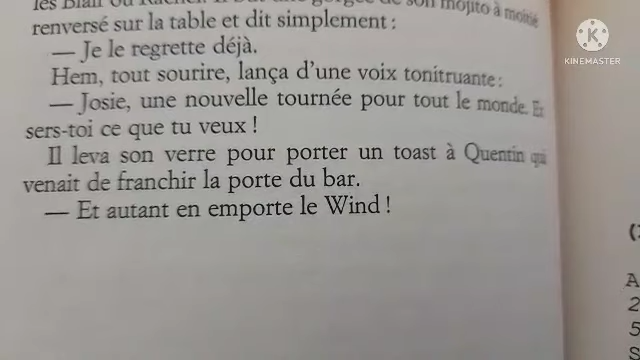 les Blair ou Rachel. Il but une gorgée de son mojito à moitié
renversé sur la table et dit simplement :
— Je le regrette déjà.
Hem, tout sourire, lança d'une voix tonitruante :
— Josie, une nouvelle tournée pour tout le monde. Et
sers-toi ce que tu veux !
Il leva son verre pour porter un toast à Quentin qui
venait de franchir la porte du bar.
— Et autant en emporte le Wind !
K
KINEMASTER
A
2
5
S